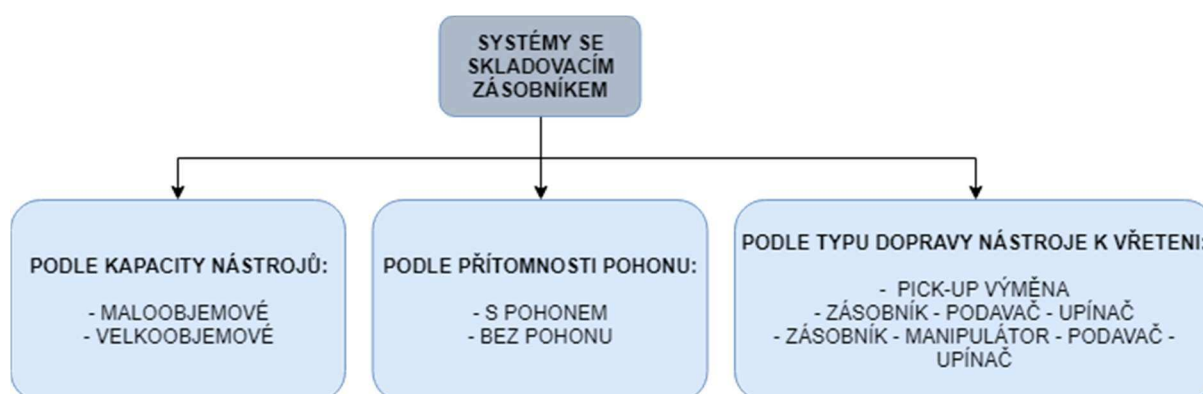 SYSTÉMY SE
SKLADOVACÍM
ZÁSOBNÍKEM
PODLE KAPACITY NÁSTROJŮ:
- MALOOBJEMOVÉ
- VELKOOBJEMOVÉ
PODLE PŘÍTOMNOSTI POHONU:
- S POHONEM
- BEZ POHONU
PODLE TYPU DOPRAVY NÁSTROJE K VŘETENI:
- PICK-UP VÝMĚNA
- ZÁSOBNÍK - PODAVAČ - UPÍNAČ
- ZÁSOBNÍK - MANIPULÁTOR - PODAVAČ -
UPÍNAČ